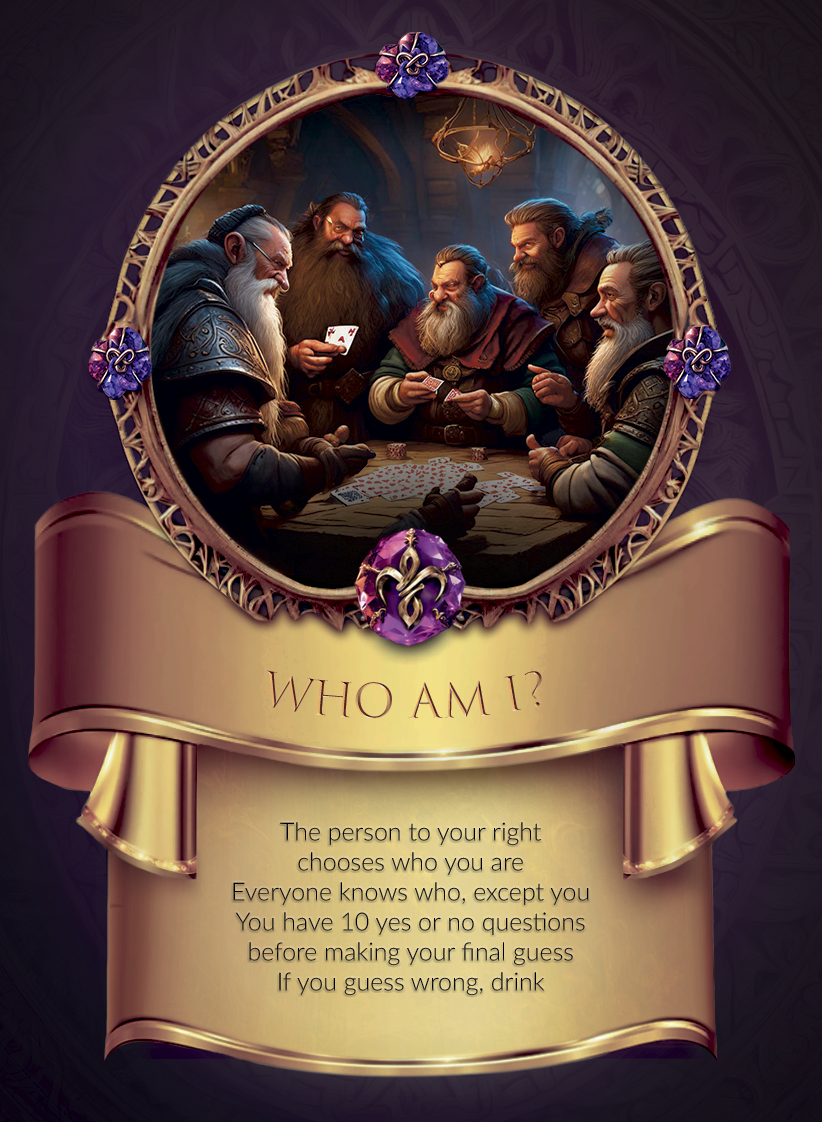 WHO AM I?
The person to your right
chooses who you are
Everyone knows who, except you
You have 10 yes or no questions
before making your final guess
If you guess wrong, drink